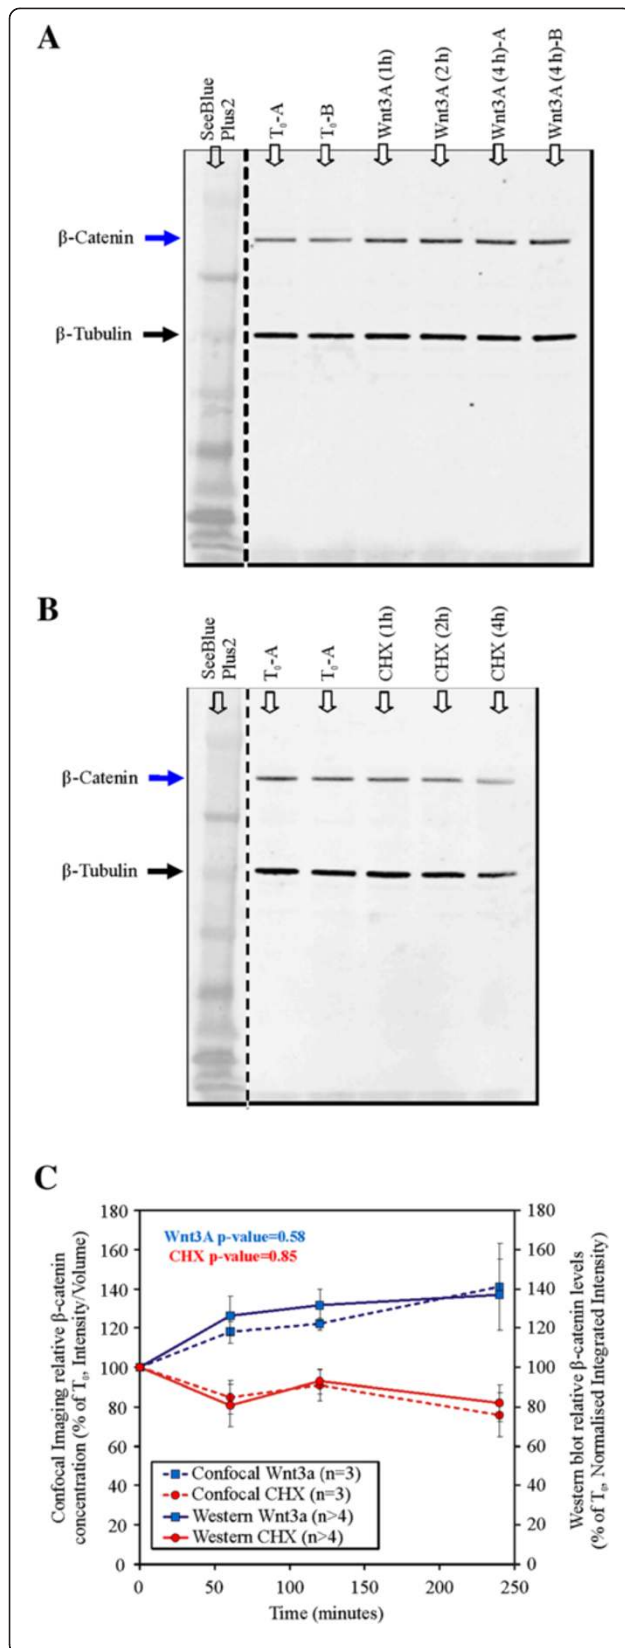 A
SeeBlue
Plus2
T₀-A
T₀-B
Wnt3A (1h)
Wnt3A (2 h)
Wnt3A (4 h)-A
Wnt3A (4 h)-B
β-Catenin
β-Tubulin
B
SeeBlue
Plus2
T₀-A
T₀-A
CHX (1h)
CHX (2h)
CHX (4h)
β-Catenin
β-Tubulin
C
Confocal Imaging relative β-catenin
concentration (% of T₀, Intensity/Volume)
180
160
140
120
100
80
60
40
20
0
Wnt3A p-value=0.58
CHX p-value=0.85
Confocal Wnt3a (n=3)
Confocal CHX (n=3)
Western Wnt3a (n>4)
Western CHX (n>4)
180
160
140
120
100
80
60
40
20
0
Western blot relative β-catenin levels
(% of T₀, Normalised Integrated Intensity)
0
50
100
150
200
250
Time (minutes)